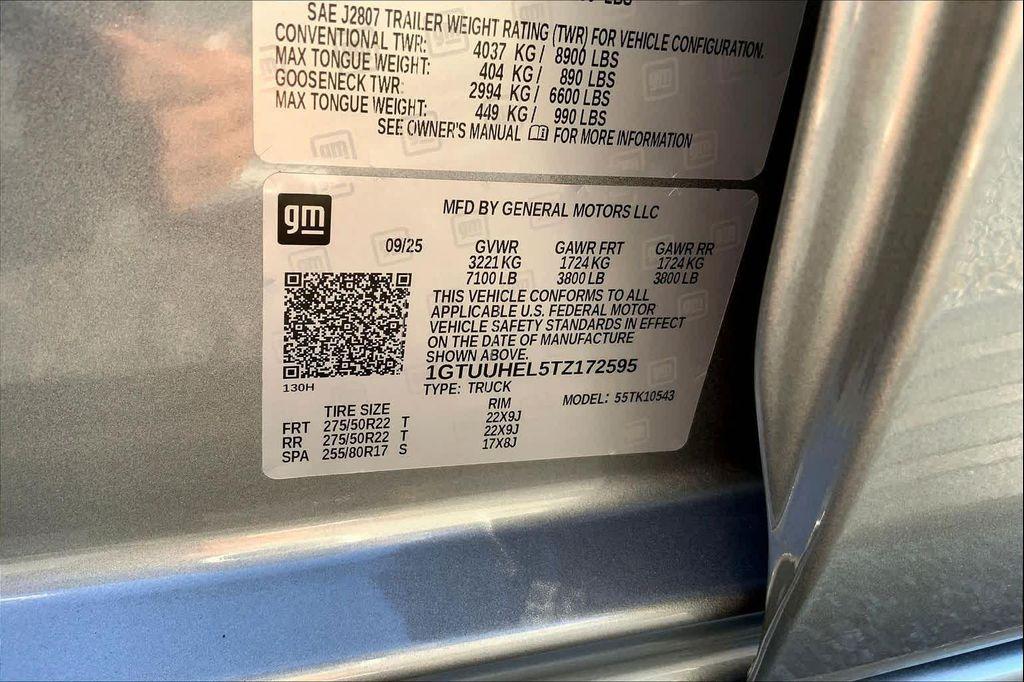 LBS
SAE J2807 TRAILER WEIGHT RATING (TWR) FOR VEHICLE CONFIGURATION.
CONVENTIONAL TWR: 4037 KG/ 8900 LBS
MAX TONGUE WEIGHT: 404 KG/ 890 LBS
GOOSENECK TWR: 2994 KG/ 6600 LBS
MAX TONGUE WEIGHT: 449 KG/ 990 LBS
SEE OWNER'S MANUAL FOR MORE INFORMATION
gm
MFD BY GENERAL MOTORS LLC
09/25 GVWR GAWR FRT GAWR RR
3221 KG 1724 KG 1724 KG
7100 LB 3800 LB 3800 LB
THIS VEHICLE CONFORMS TO ALL
APPLICABLE U.S. FEDERAL MOTOR
VEHICLE SAFETY STANDARDS IN EFFECT
ON THE DATE OF MANUFACTURE
SHOWN ABOVE.
1GTUUHEL5TZ172595
130H
TYPE: TRUCK MODEL: 55TK10543
TIRE SIZE RIM
FRT 275/50R22 T 22X9J
RR 275/50R22 T 22X9J
SPA 255/80R17 S 17X8J